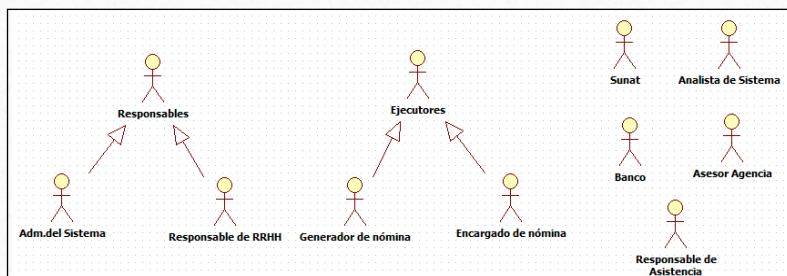 Sunat
Analista de Sistema
Responsables
Ejecutores
Banco
Asesor Agencia
Adm.del Sistema
Responsable de RRHH
Generador de nómina
Encargado de nómina
Responsable de
Asistencia